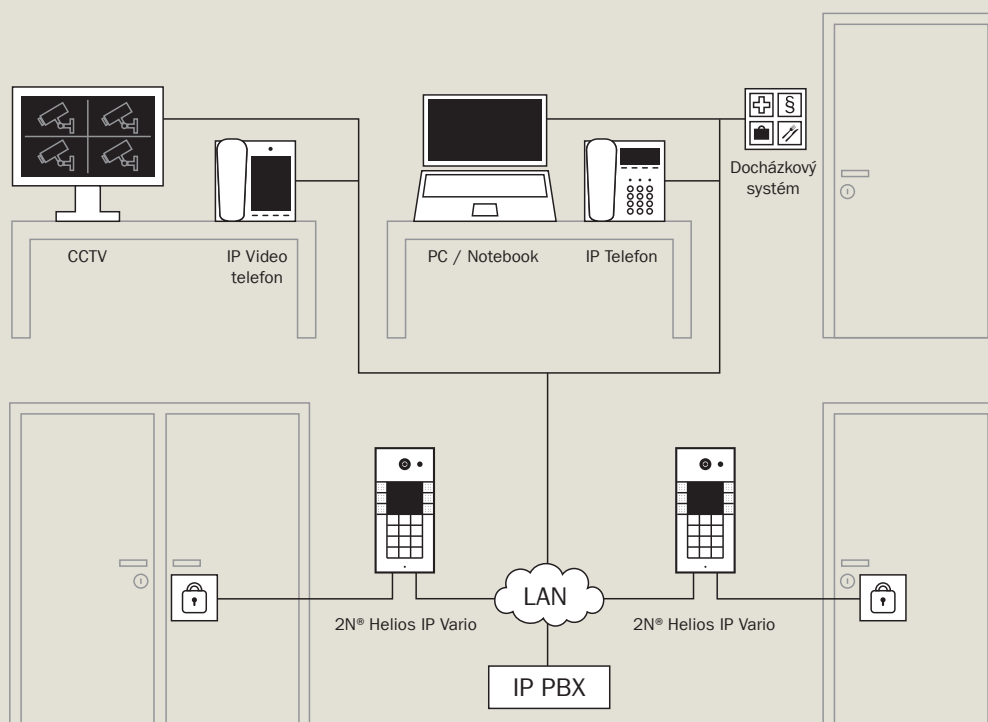 §
Docházkový
systém
CCTV
IP Video
telefon
PC / Notebook
IP Telefon
LAN
2N® Helios IP Vario
2N® Helios IP Vario
IP PBX